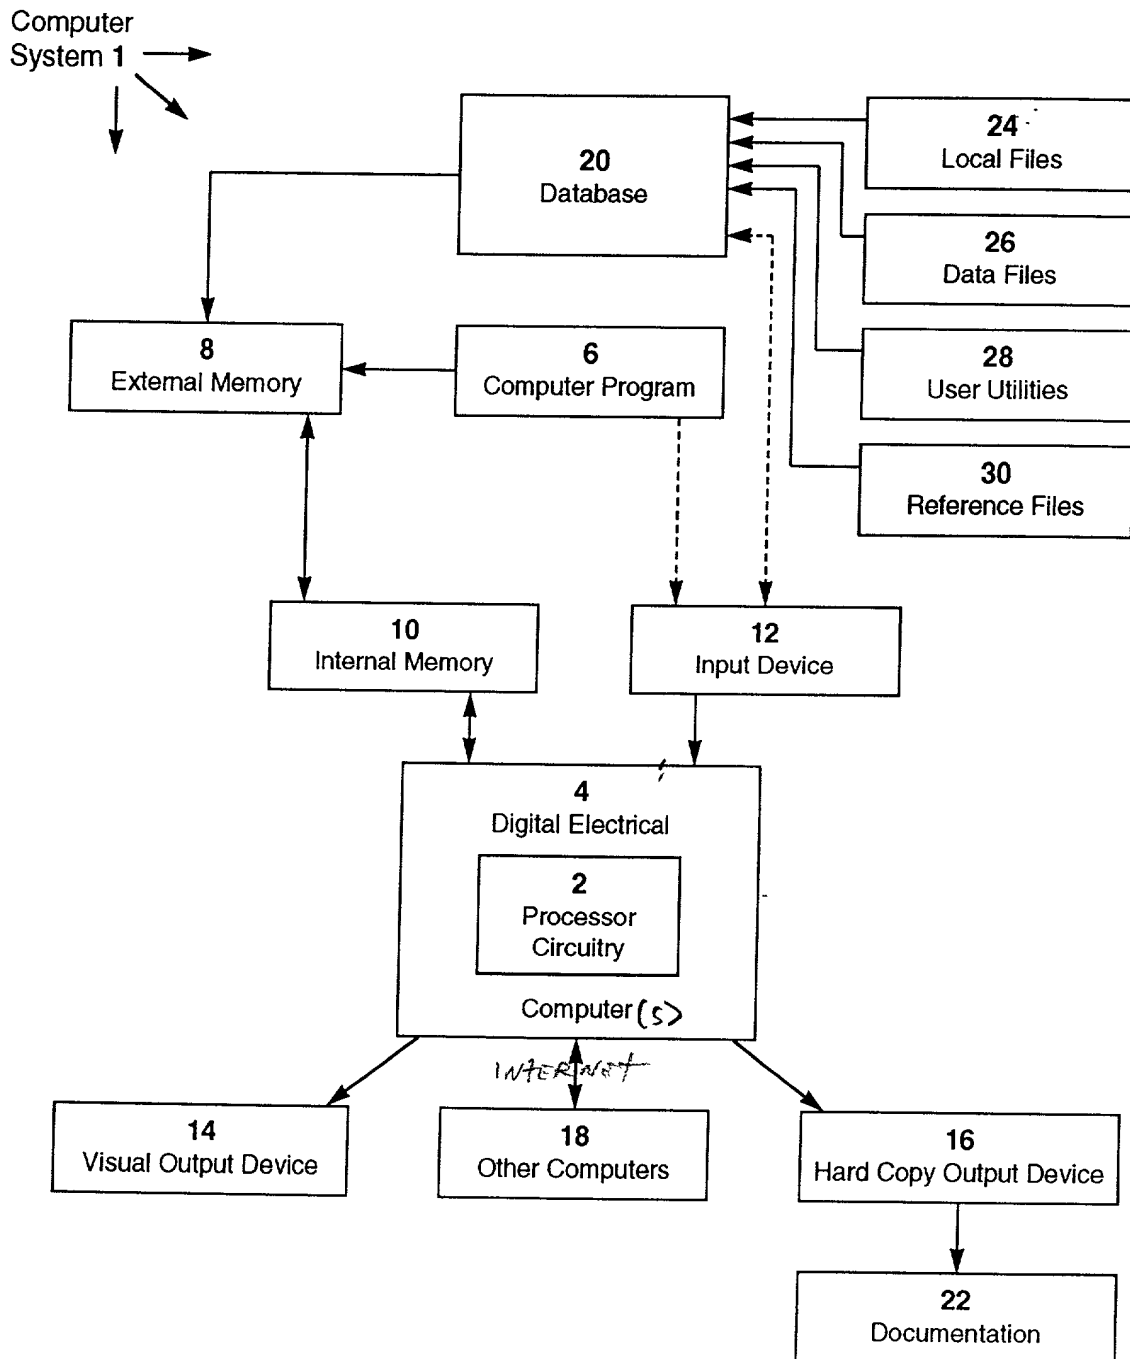 Computer
System 1
20
Database
24
Local Files
26
Data Files
8
External Memory
6
Computer Program
28
User Utilities
30
Reference Files
10
Internal Memory
12
Input Device
4
Digital Electrical
2
Processor
Circuitry
Computer(s)
INTERNET
14
Visual Output Device
18
Other Computers
16
Hard Copy Output Device
22
Documentation